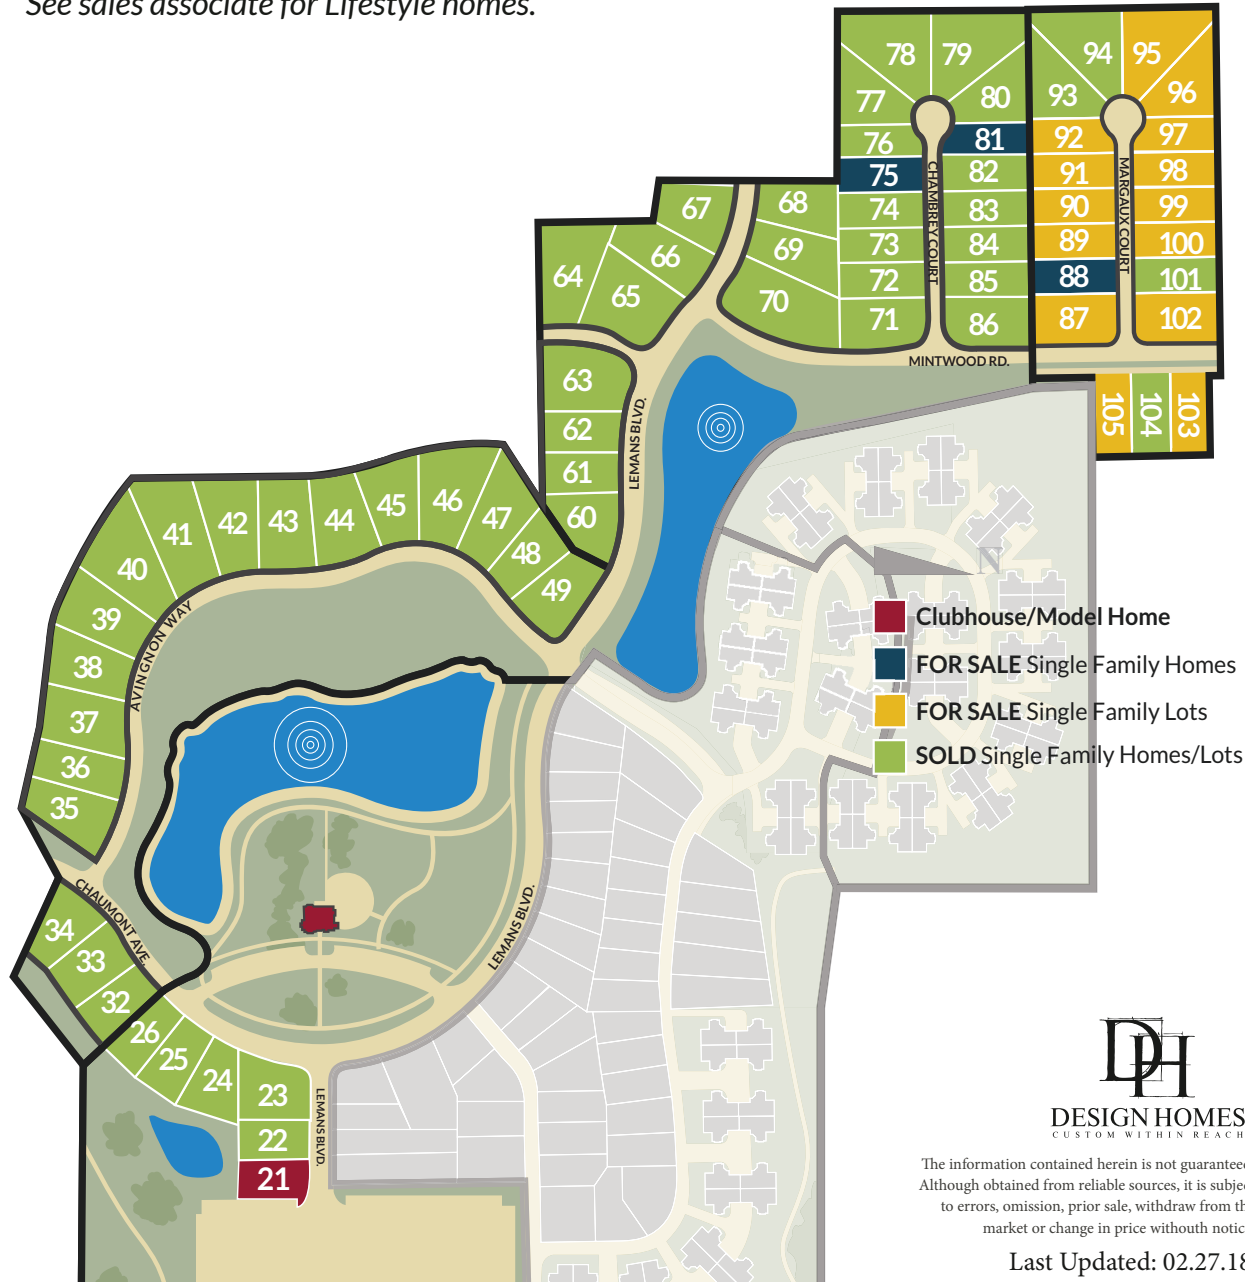 See sales associate for Lifestyle homes.
78 79 94 95
77 80 93 96
76 81 92 97
75 82 91 98
74 83 90 99
73 84 89 100
72 85 88 101
71 86 87 102
CHAMBREY COURT
MARGAUX COURT
67 68
66 69
64 65 70
MINTWOOD RD.
105 104 103
63
62
61
60
LEMANS BLVD.
40 41 42 43 44 45 46 47 48 49
39
38
37
36
35
AVINGNON WAY
N
Clubhouse/Model Home
FOR SALE Single Family Homes
FOR SALE Single Family Lots
SOLD Single Family Homes/Lots
CHAUMONT AVE.
LEMANS BLVD.
34
33
32
26
25
24
23
22
21
LEMANS BLVD.
DH
DESIGN HOMES
CUSTOM WITHIN REACH
The information contained herein is not guarantee
Although obtained from reliable sources, it is subje
to errors, omission, prior sale, withdraw from th
market or change in price withouth notic
Last Updated: 02.27.18